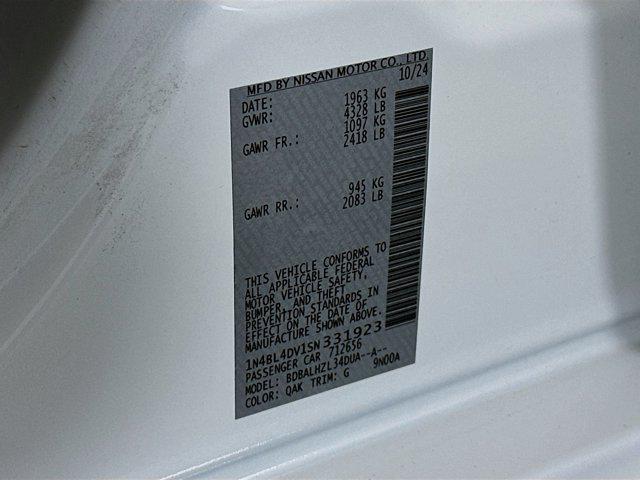 MFD BY NISSAN MOTOR CO., LTD.
DATE: 10/24
GVWR: 1963 KG
4328 LB
GAWR FR.: 1097 KG
2418 LB
GAWR RR.: 945 KG
2083 LB
THIS VEHICLE CONFORMS TO
ALL APPLICABLE FEDERAL
MOTOR VEHICLE SAFETY,
BUMPER, AND THEFT
PREVENTION STANDARDS IN
EFFECT ON THE DATE OF
MANUFACTURE SHOWN ABOVE.
1N4BL4DV1SN331923
PASSENGER CAR 712656
MODEL: BDBALHZL34DUA--A--
COLOR: QAK TRIM: G 9N00A